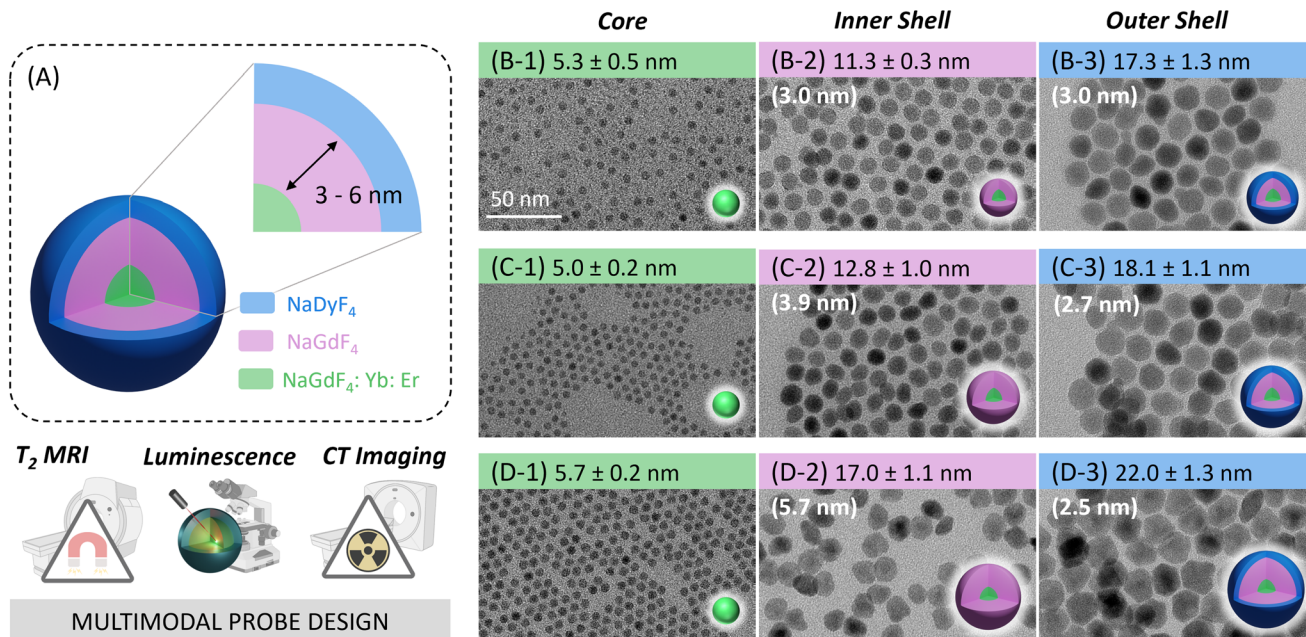 (A)
3 - 6 nm
NaDyF₄
NaGdF₄
NaGdF₄: Yb: Er
T₂ MRI
Luminescence
CT Imaging
MULTIMODAL PROBE DESIGN
Core
Inner Shell
Outer Shell
(B-1) 5.3 ± 0.5 nm
50 nm
(B-2) 11.3 ± 0.3 nm
(3.0 nm)
(B-3) 17.3 ± 1.3 nm
(3.0 nm)
(C-1) 5.0 ± 0.2 nm
(C-2) 12.8 ± 1.0 nm
(3.9 nm)
(C-3) 18.1 ± 1.1 nm
(2.7 nm)
(D-1) 5.7 ± 0.2 nm
(D-2) 17.0 ± 1.1 nm
(5.7 nm)
(D-3) 22.0 ± 1.3 nm
(2.5 nm)